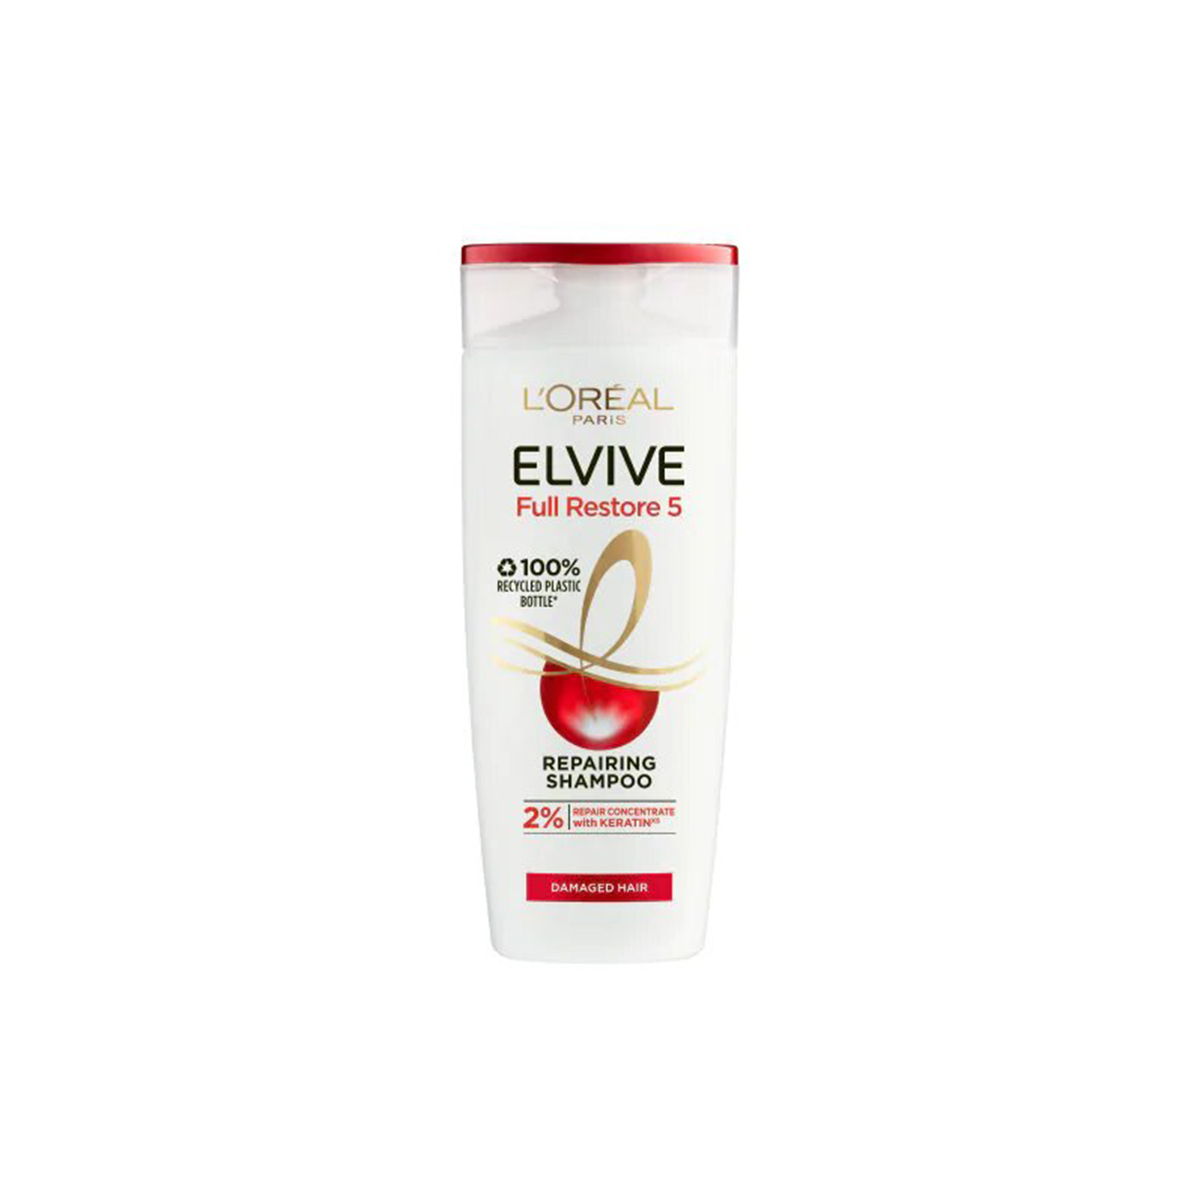 L'ORÉAL
PARIS
ELVIVE
Full Restore 5
100%
RECYCLED PLASTIC
BOTTLE*
REPAIRING
SHAMPOO
2% REPAIR CONCENTRATE
with KERATIN XS
DAMAGED HAIR